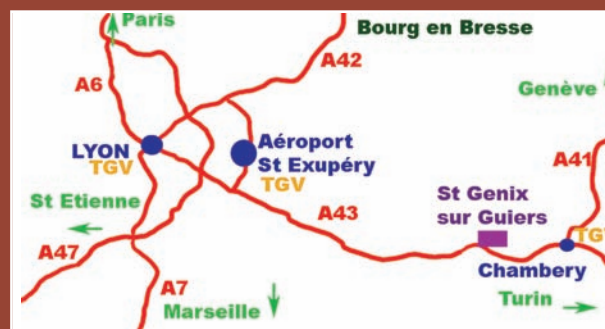 Paris
Bourg en Bresse
A42
A6
Genève
LYON
TGV
Aéroport
St Exupéry
TGV
A41
St Etienne
St Genix
sur Guiers
A43
TG
A47
Chambery
A7
Marseille
Turin